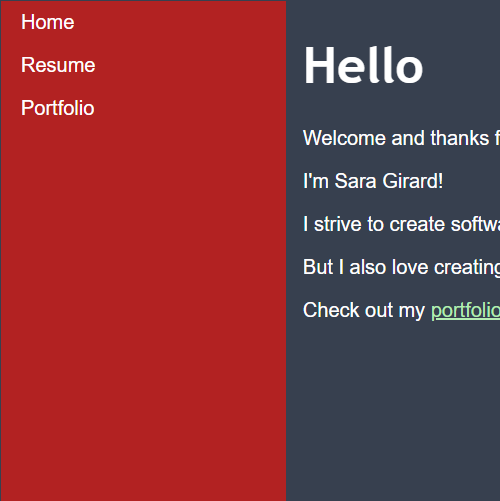 Home
Resume
Portfolio
Hello
Welcome and thanks
I'm Sara Girard!
I strive to create
But I also love creating
Check out my portfolio